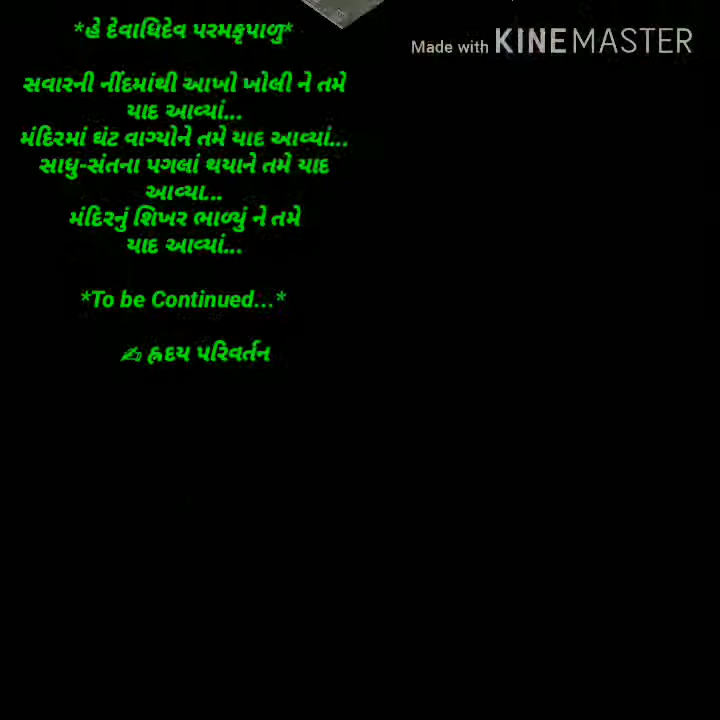 *હે દેવાધિદેવ પરમકૃપાળુ*
Made with KINEMASTER
સવારની નીંદમાંથી આખો ખોલી ને તમે
યાદ આવ્યાં...
મંદિરમાં ઘંટ વાગ્યોને તમે યાદ આવ્યાં...
સાધુ-સંતના પગલાં થયાને તમે યાદ
આવ્યા...
મંદિરનું શિખર ભાળ્યું ને તમે
યાદ આવ્યાં...
*To be Continued...*
✍ હ્રદય પરિવર્તન